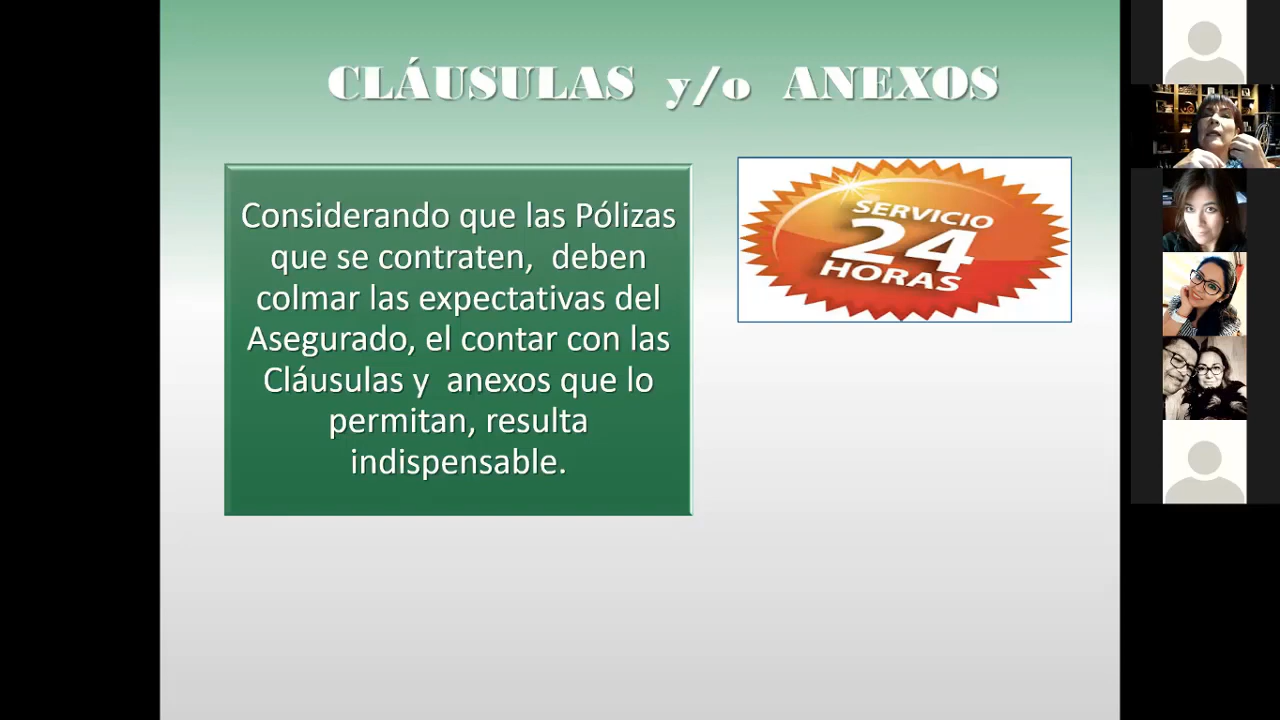 CLÁUSULAS y/o ANEXOS
Considerando que las Pólizas
que se contraten, deben
colmar las expectativas del
Asegurado, el contar con las
Cláusulas y anexos que lo
permitan, resulta
indispensable.
SERVICIO
24
HORAS